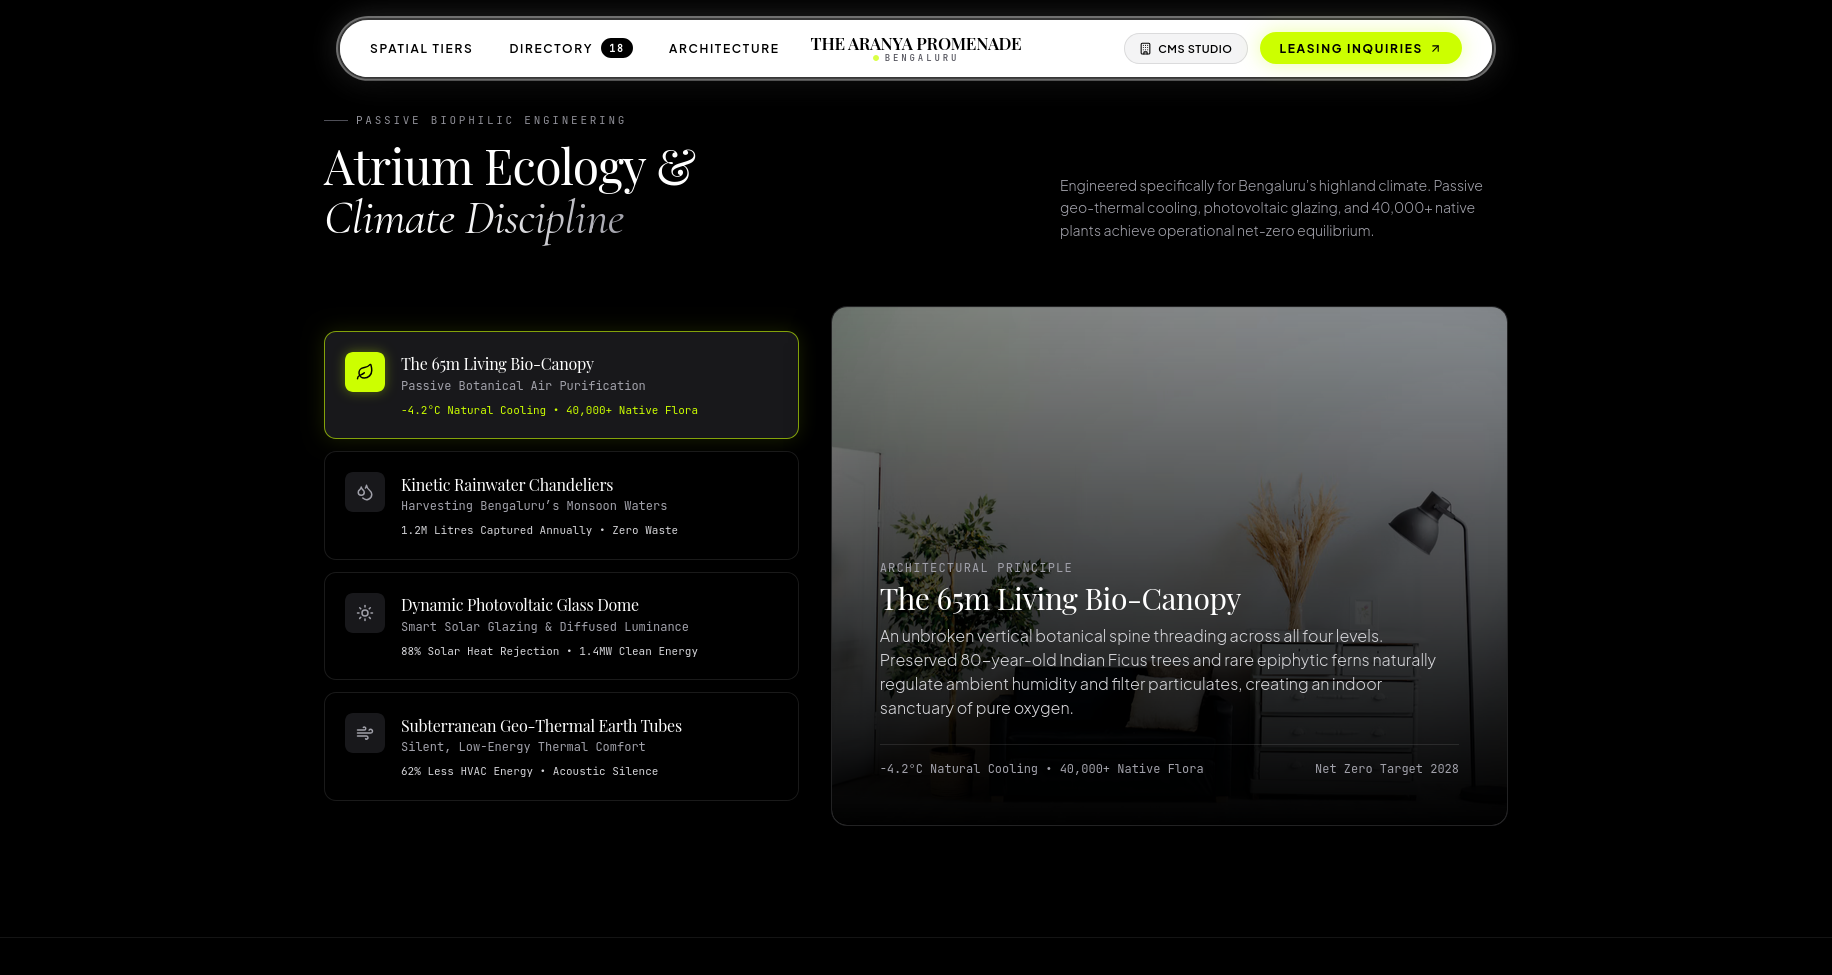 SPATIAL TIERS
DIRECTORY 18
ARCHITECTURE
THE ARANYA PROMENADE
BENGALURU
CMS STUDIO
LEASING INQUIRIES
PASSIVE BIOPHILIC ENGINEERING
Atrium Ecology &
Climate Discipline
Engineered specifically for Bengaluru's highland climate. Passive
geo-thermal cooling, photovoltaic glazing, and 40,000+ native
plants achieve operational net-zero equilibrium.
The 65m Living Bio-Canopy
Passive Botanical Air Purification
-4.2°C Natural Cooling • 40,000+ Native Flora
Kinetic Rainwater Chandeliers
Harvesting Bengaluru’s Monsoon Waters
1.2M Litres Captured Annually • Zero Waste
Dynamic Photovoltaic Glass Dome
Smart Solar Glazing & Diffused Luminance
88% Solar Heat Rejection • 1.4MW Clean Energy
Subterranean Geo-Thermal Earth Tubes
Silent, Low-Energy Thermal Comfort
62% Less HVAC Energy • Acoustic Silence
ARCHITECTURAL PRINCIPLE
The 65m Living Bio-Canopy
An unbroken vertical botanical spine threading across all four levels.
Preserved 80-year-old Indian Ficus trees and rare epiphytic ferns naturally
regulate ambient humidity and filter particulates, creating an indoor
sanctuary of pure oxygen.
-4.2°C Natural Cooling • 40,000+ Native Flora
Net Zero Target 2028